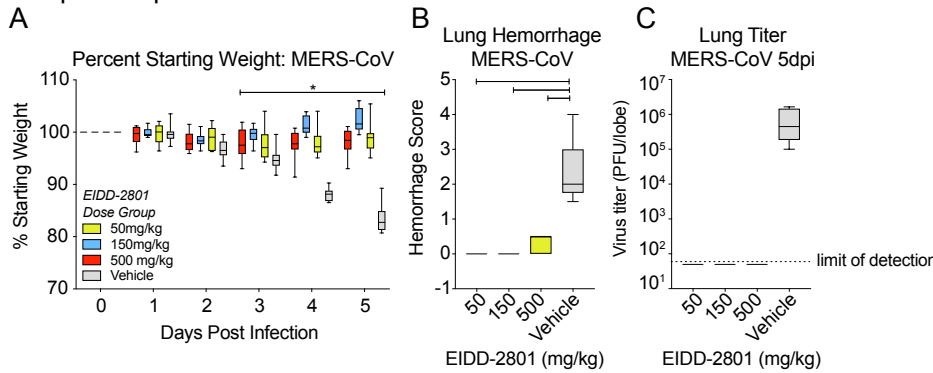 A
Percent Starting Weight: MERS-CoV
% Starting Weight
110
100
90
80
70
*
EIDD-2801
Dose Group
50mg/kg
150mg/kg
500 mg/kg
Vehicle
0 1 2 3 4 5
Days Post Infection
B
Lung Hemorrhage
MERS-CoV
Hemorrhage Score
5
4
3
2
1
0
-1
50 150 500 Vehicle
EIDD-2801 (mg/kg)
C
Lung Titer
MERS-CoV 5dpi
Virus titer (PFU/lobe)
10⁷
10⁶
10⁵
10⁴
10³
10²
10¹
limit of detection
50 150 500 Vehicle
EIDD-2801 (mg/kg)